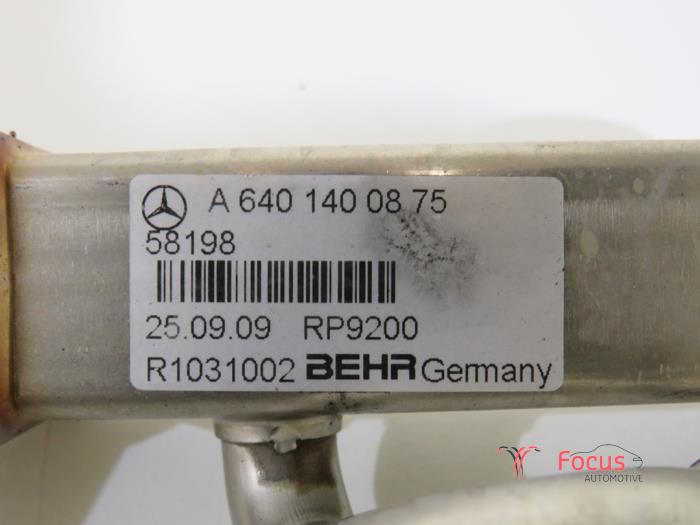 A 640 140 08 75
58198
25.09.09 RP9200
R1031002 BEHR Germany
Focus
AUTOMOTIVE